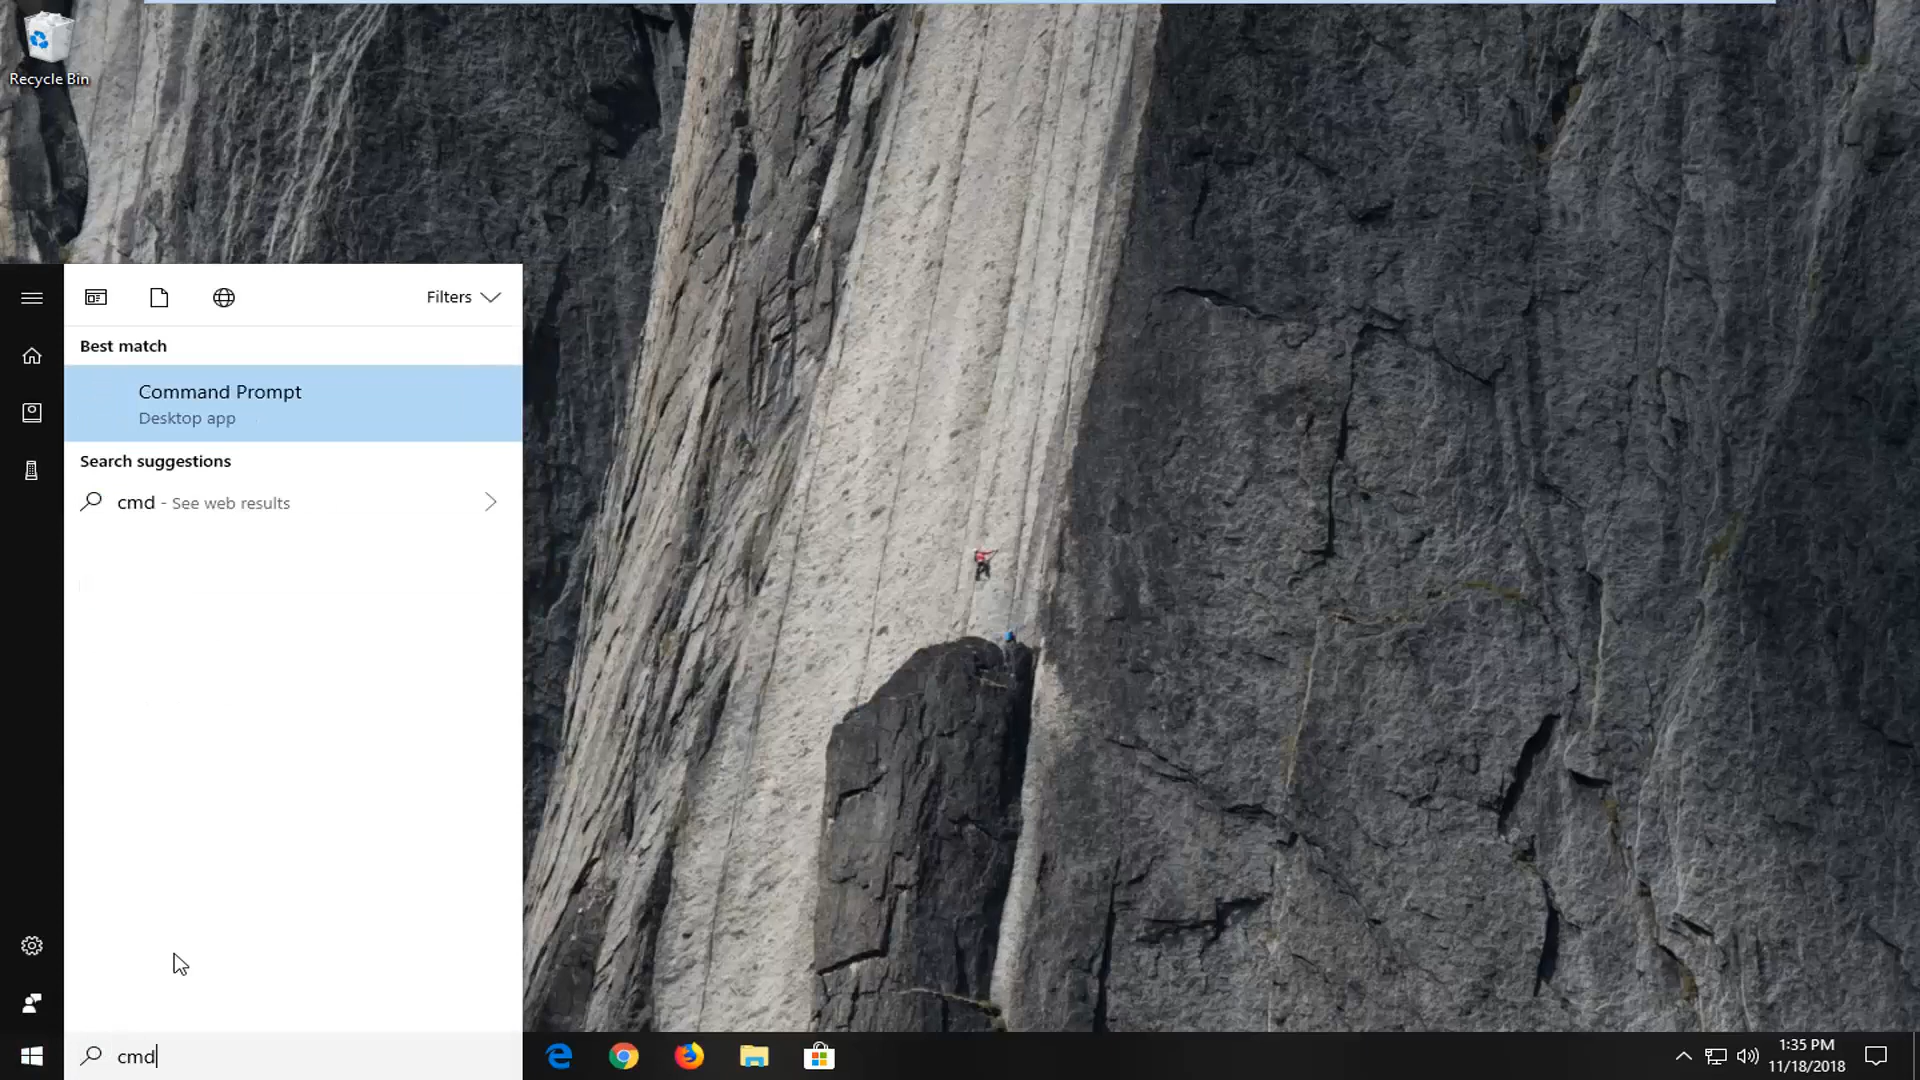 Recycle Bin
Filters
Best match
Command Prompt
Desktop app
Search suggestions
cmd - See web results
cmd
1:35 PM
11/18/2018